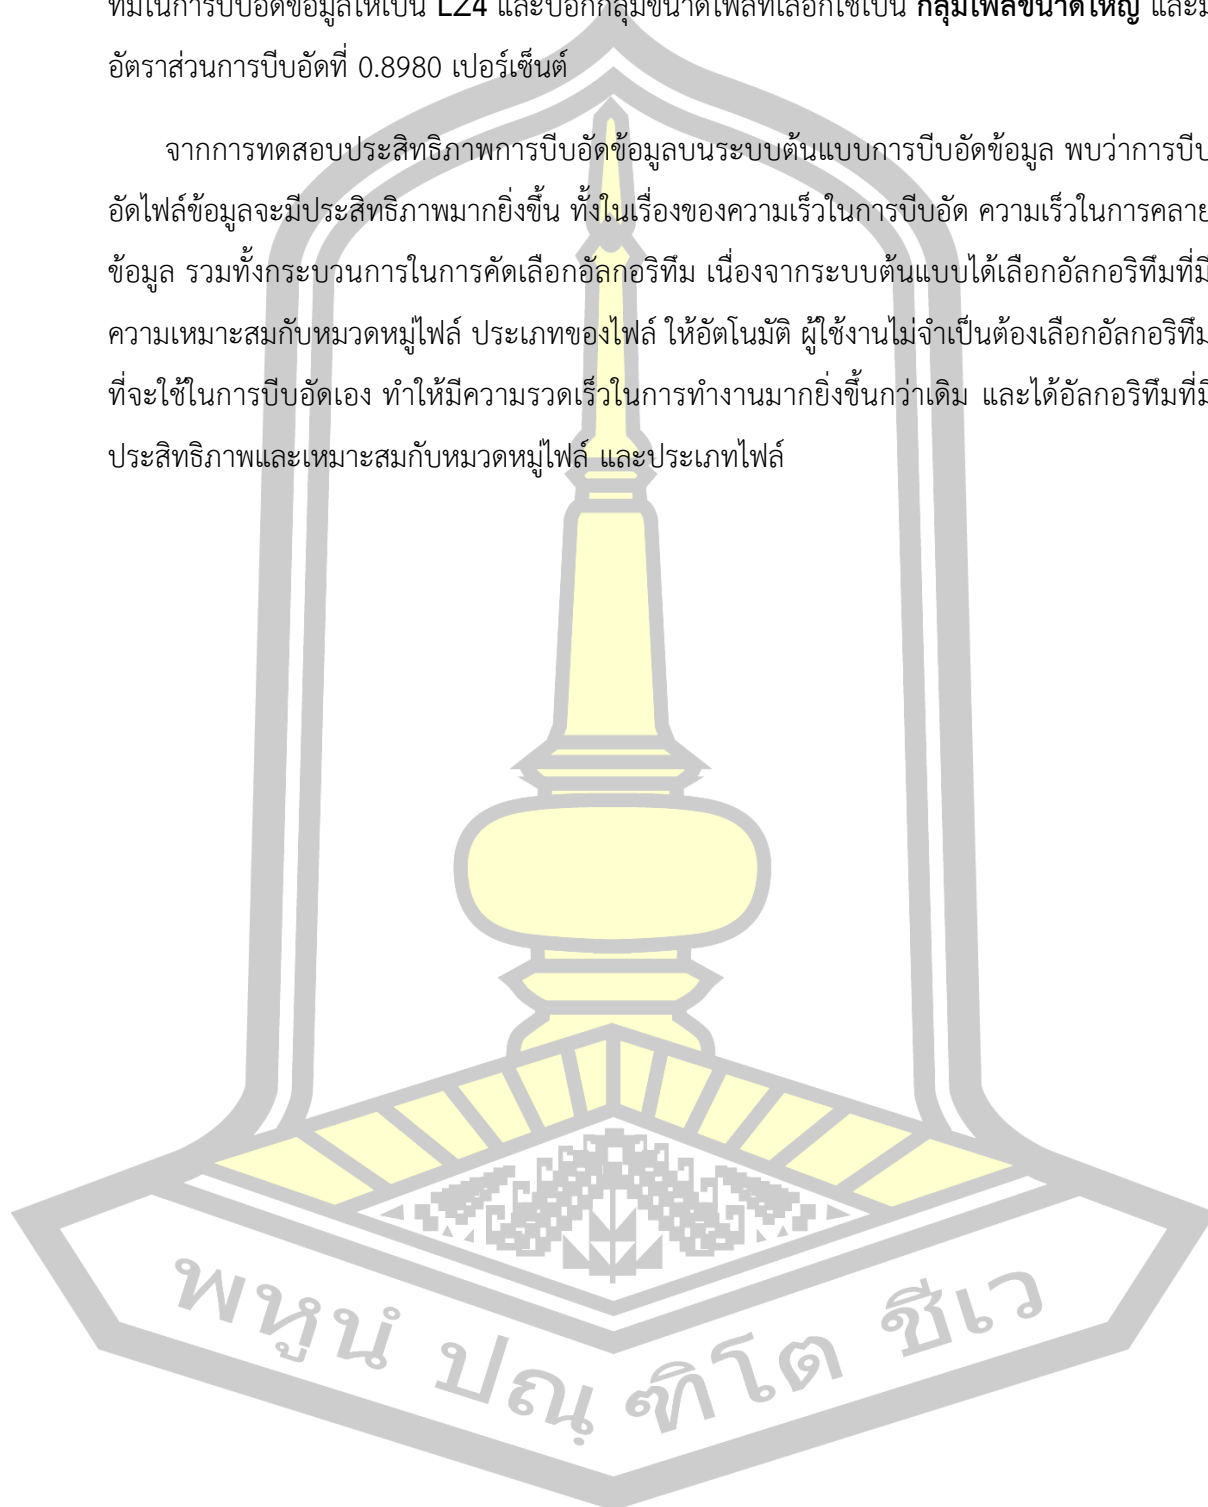 ทึมในการบีบอัดข้อมูลให้เป็น LZ4 และบอกกลุ่มขนาดไฟล์ที่เลือกใช้เป็น กลุ่มไฟล์ขนาดใหญ่ และมี
อัตราส่วนการบีบอัดที่ 0.8980 เปอร์เซ็นต์
จากการทดสอบประสิทธิภาพการบีบอัดข้อมูลบนระบบต้นแบบการบีบอัดข้อมูล พบว่าการบีบ
อัดไฟล์ข้อมูลจะมีประสิทธิภาพมากยิ่งขึ้น ทั้งในเรื่องของความเร็วในการบีบอัด ความเร็วในการคลาย
ข้อมูล รวมทั้งกระบวนการในการคัดเลือกอัลกอริทึม เนื่องจากระบบต้นแบบได้เลือกอัลกอริทึมที่มี
ความเหมาะสมกับหมวดหมู่ไฟล์ ประเภทของไฟล์ ให้อัตโนมัติ ผู้ใช้งานไม่จำเป็นต้องเลือกอัลกอริทึม
ที่จะใช้ในการบีบอัดเอง ทำให้มีความรวดเร็วในการทำงานมากยิ่งขึ้นกว่าเดิม และได้อัลกอริทึมที่มี
ประสิทธิภาพและเหมาะสมกับหมวดหมู่ไฟล์ และประเภทไฟล์
พหูนํ ปณฺฑิโต ชีเว